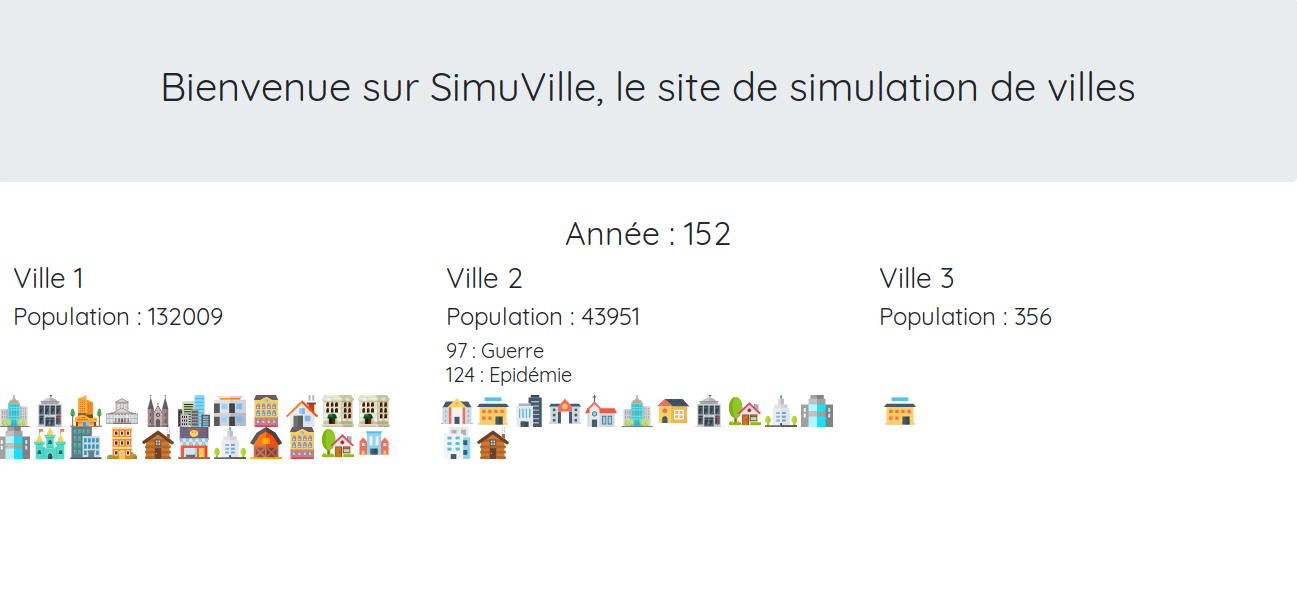 Bienvenue sur SimuVille, le site de simulation de villes
Année : 152
Ville 1
Population : 132009
Ville 2
Population : 43951
97 : Guerre
124 : Epidémie
Ville 3
Population : 356